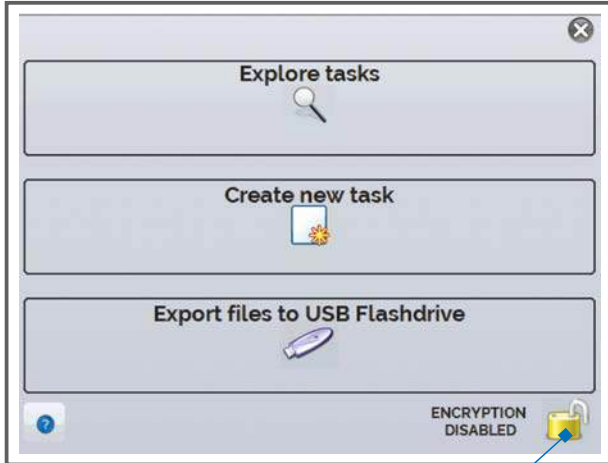 Explore tasks
Create new task
Export files to USB Flashdrive
?
ENCRYPTION
DISABLED